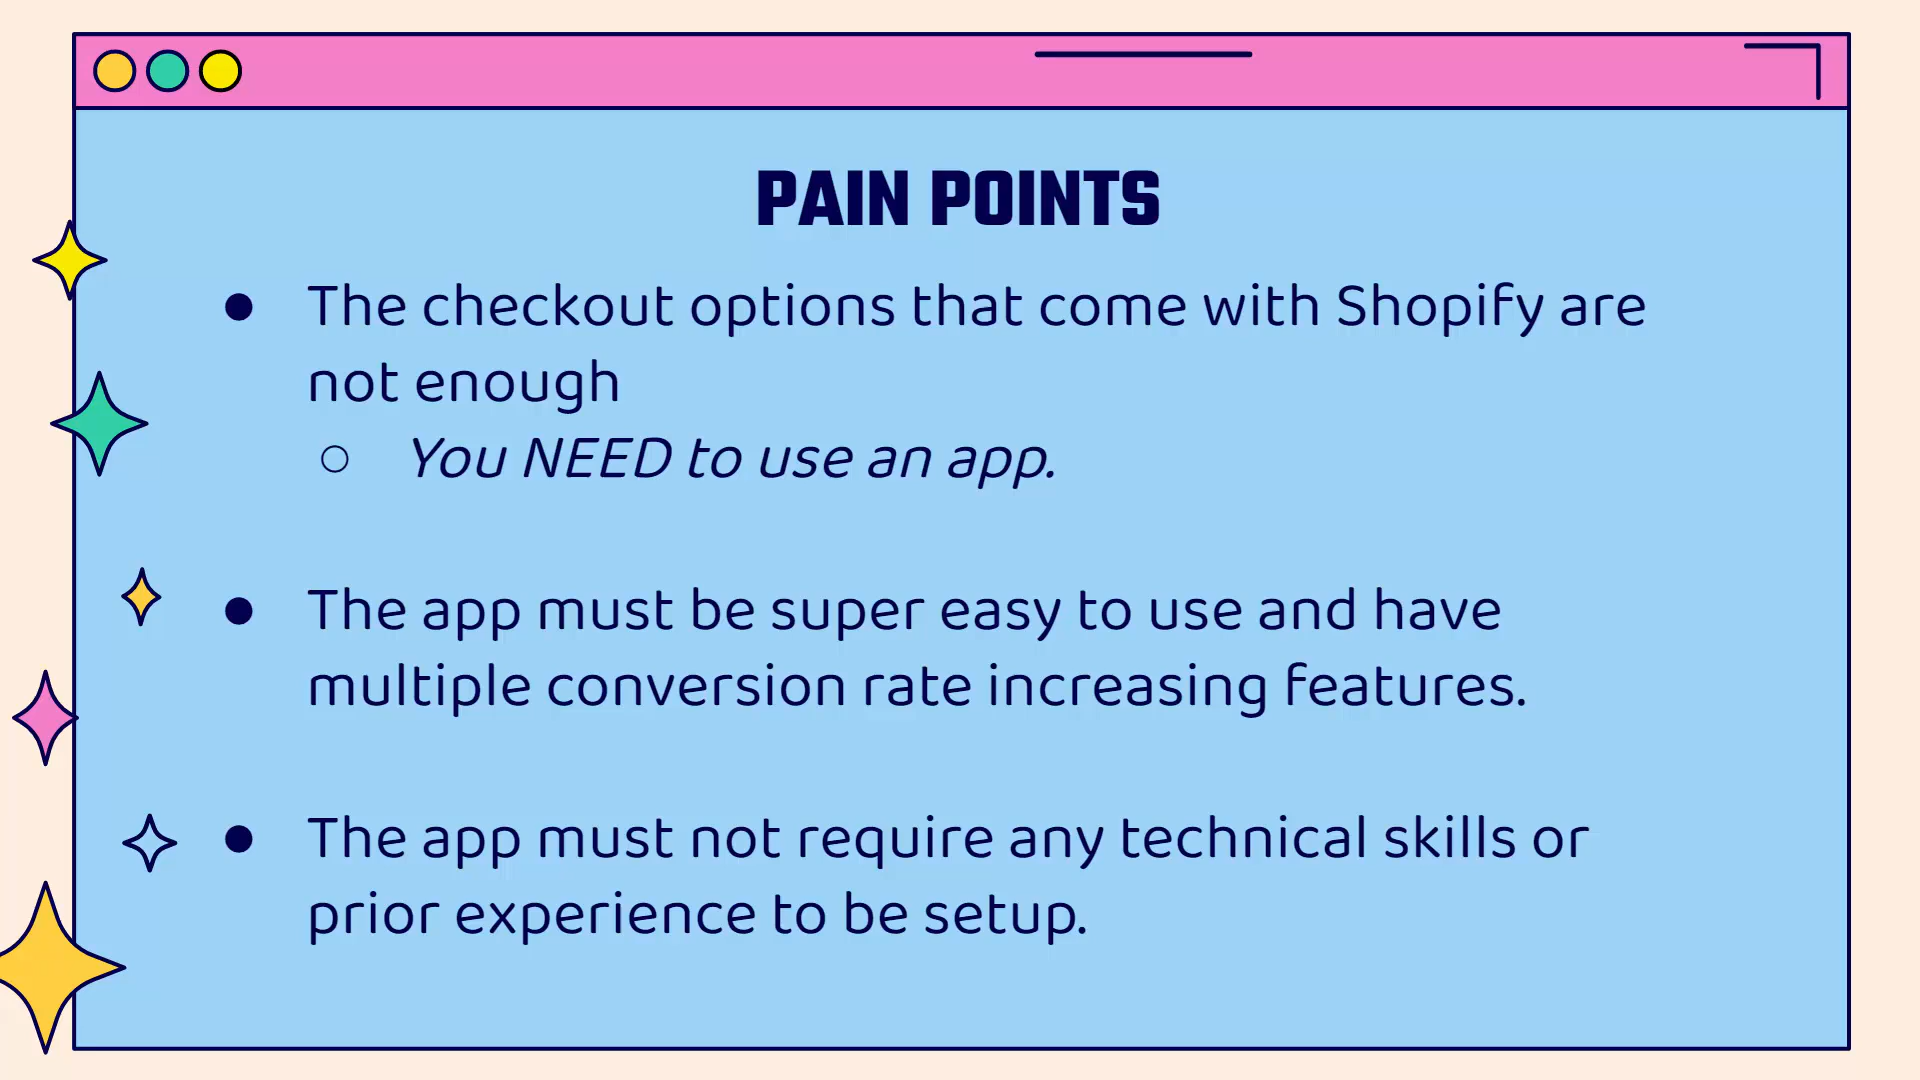 PAIN POINTS
● The checkout options that come with Shopify are
not enough
○ You NEED to use an app.
● The app must be super easy to use and have
multiple conversion rate increasing features.
● The app must not require any technical skills or
prior experience to be setup.